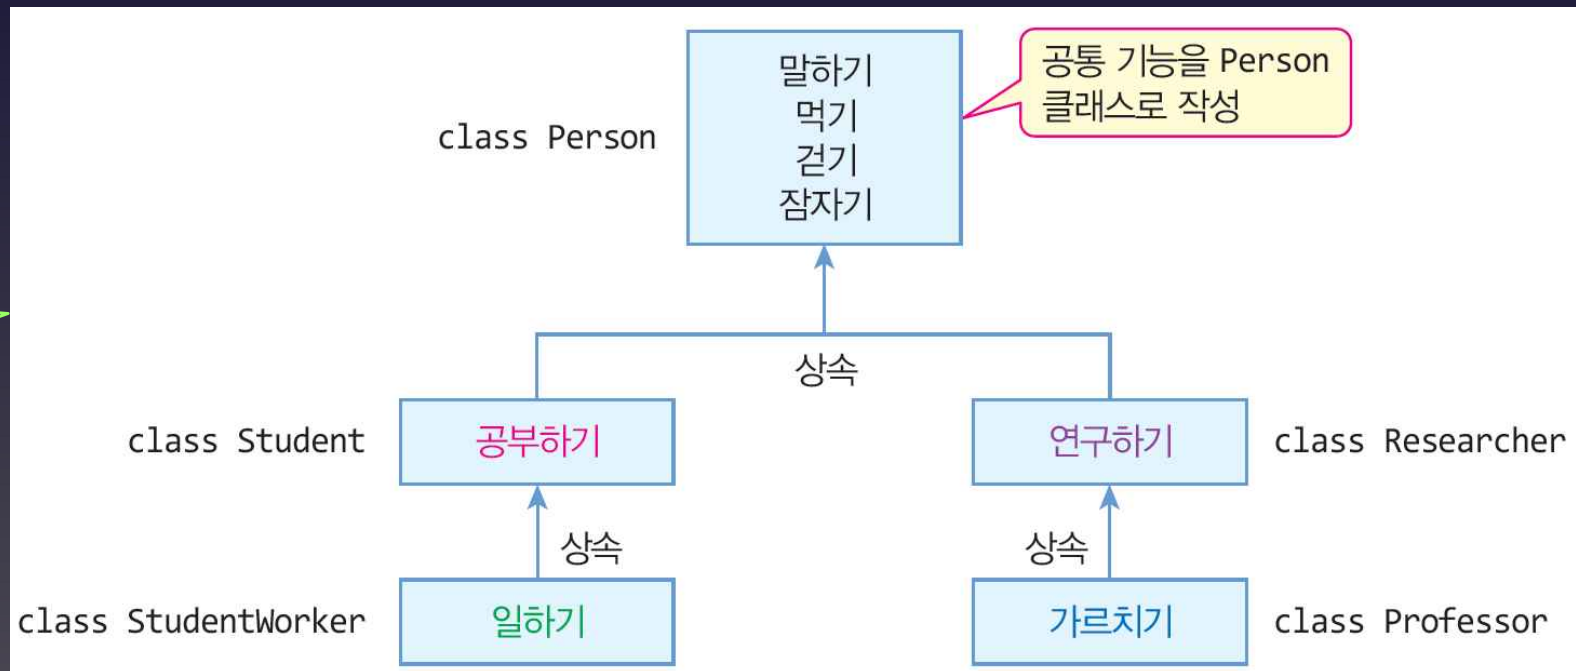 말하기
먹기
걷기
잠자기
class Person
공통 기능을 Person
클래스로 작성
상속
class Student
공부하기
연구하기
class Researcher
상속
상속
class StudentWorker
일하기
가르치기
class Professor